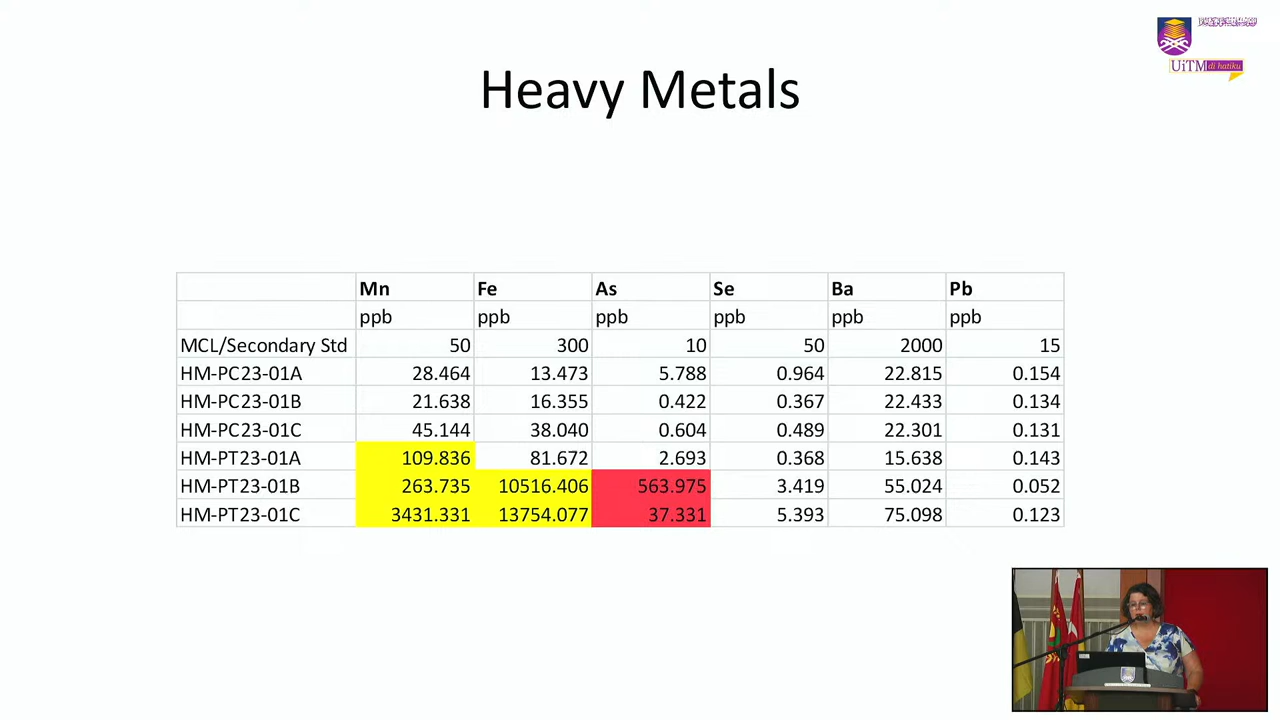 UiTM di hatiku
Heavy Metals
Mn Fe As Se Ba Pb
ppb ppb ppb ppb ppb ppb
MCL/Secondary Std 50 300 10 50 2000 15
HM-PC23-01A 28.464 13.473 5.788 0.964 22.815 0.154
HM-PC23-01B 21.638 16.355 0.422 0.367 22.433 0.134
HM-PC23-01C 45.144 38.040 0.604 0.489 22.301 0.131
HM-PT23-01A 109.836 81.672 2.693 0.368 15.638 0.143
HM-PT23-01B 263.735 10516.406 563.975 3.419 55.024 0.052
HM-PT23-01C 3431.331 13754.077 37.331 5.393 75.098 0.123